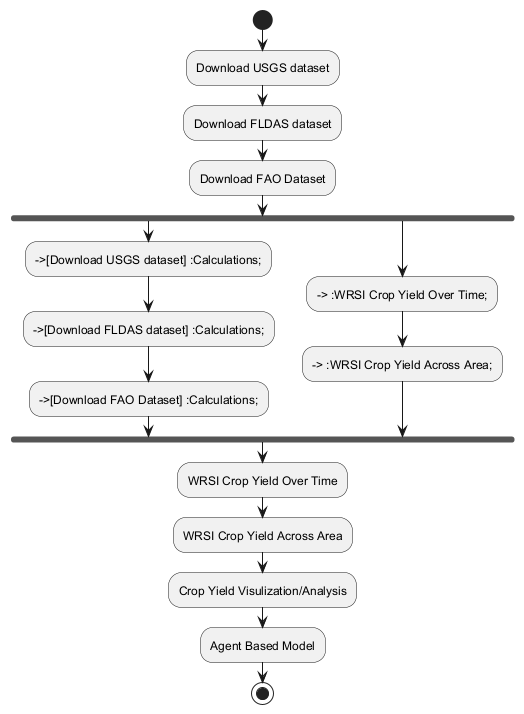 Download USGS dataset
Download FLDAS dataset
Download FAO Dataset
->[Download USGS dataset] :Calculations;
->[Download FLDAS dataset] :Calculations;
->[Download FAO Dataset] :Calculations;
-> :WRSI Crop Yield Over Time;
-> :WRSI Crop Yield Across Area;
WRSI Crop Yield Over Time
WRSI Crop Yield Across Area
Crop Yield Visulization/Analysis
Agent Based Model